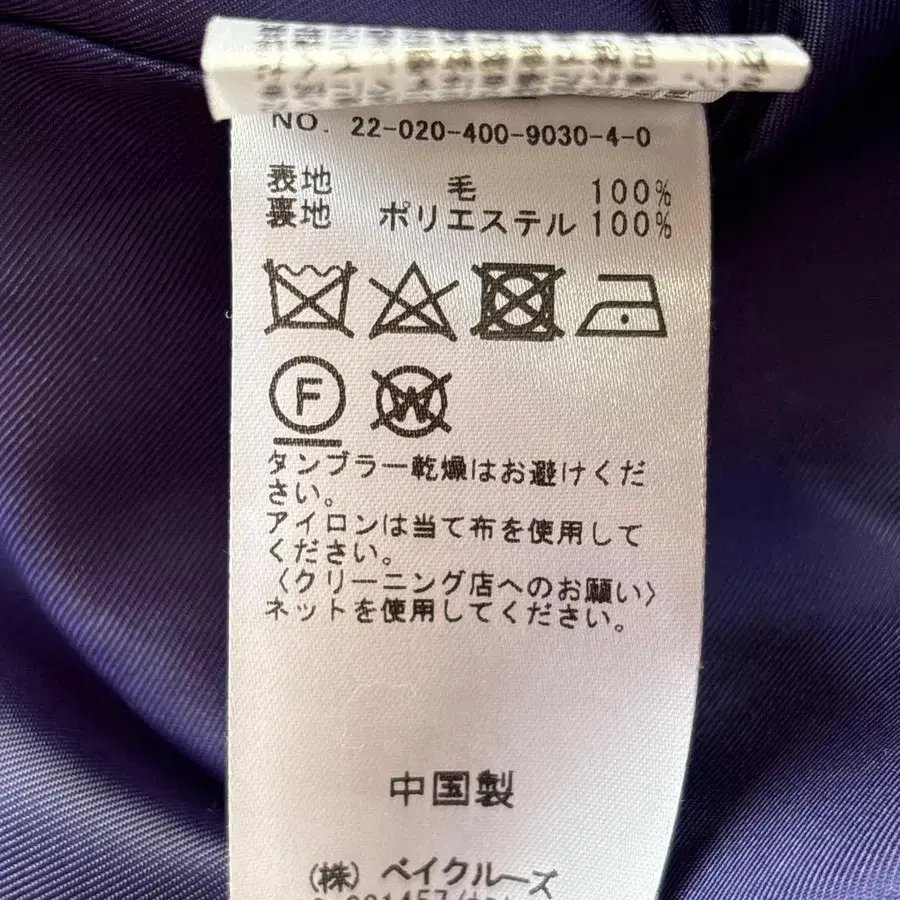 NO. 22-020-400-9030-4-0
表地 毛 100%
裏地 ポリエステル 100%
F
W
タンブラー乾燥はお避けくだ
さい。
アイロンは当て布を使用して
ください。
〈クリーニング店へのお願い〉
ネットを使用してください。
中国製
(株) ベイクルーズ